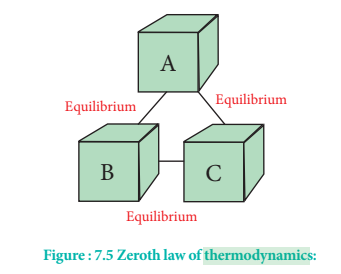 A
Equilibrium
Equilibrium
B
C
Equilibrium
Figure : 7.5 Zeroth law of thermodynamics: